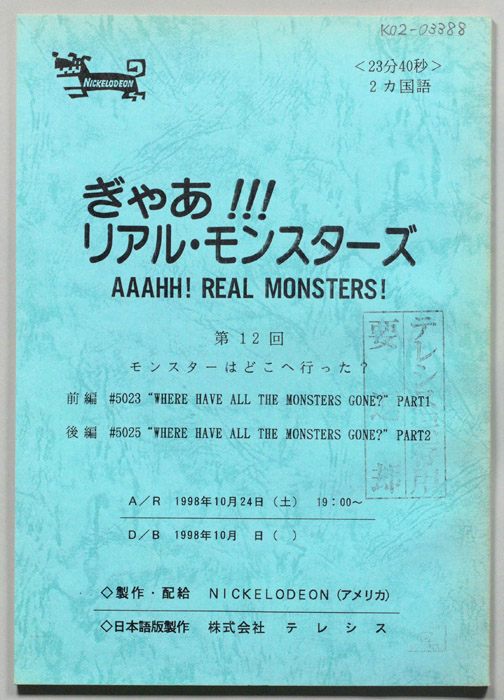 K02-03388
NICKELODEON
<23分40秒>
2カ国語
ぎゃあ!!!
リアル・モンスターズ
AAAHH! REAL MONSTERS!
第12回
モンスターはどこへ行った?
前編 #5023 "WHERE HAVE ALL THE MONSTERS GONE?" PART1
後編 #5025 "WHERE HAVE ALL THE MONSTERS GONE?" PART2
要 却
A/R 1998年10月24日(土) 19:00~
D/B 1998年10月 日( )
◇製作・配給 NICKELODEON(アメリカ)
◇日本語版製作 株式会社 テレシス